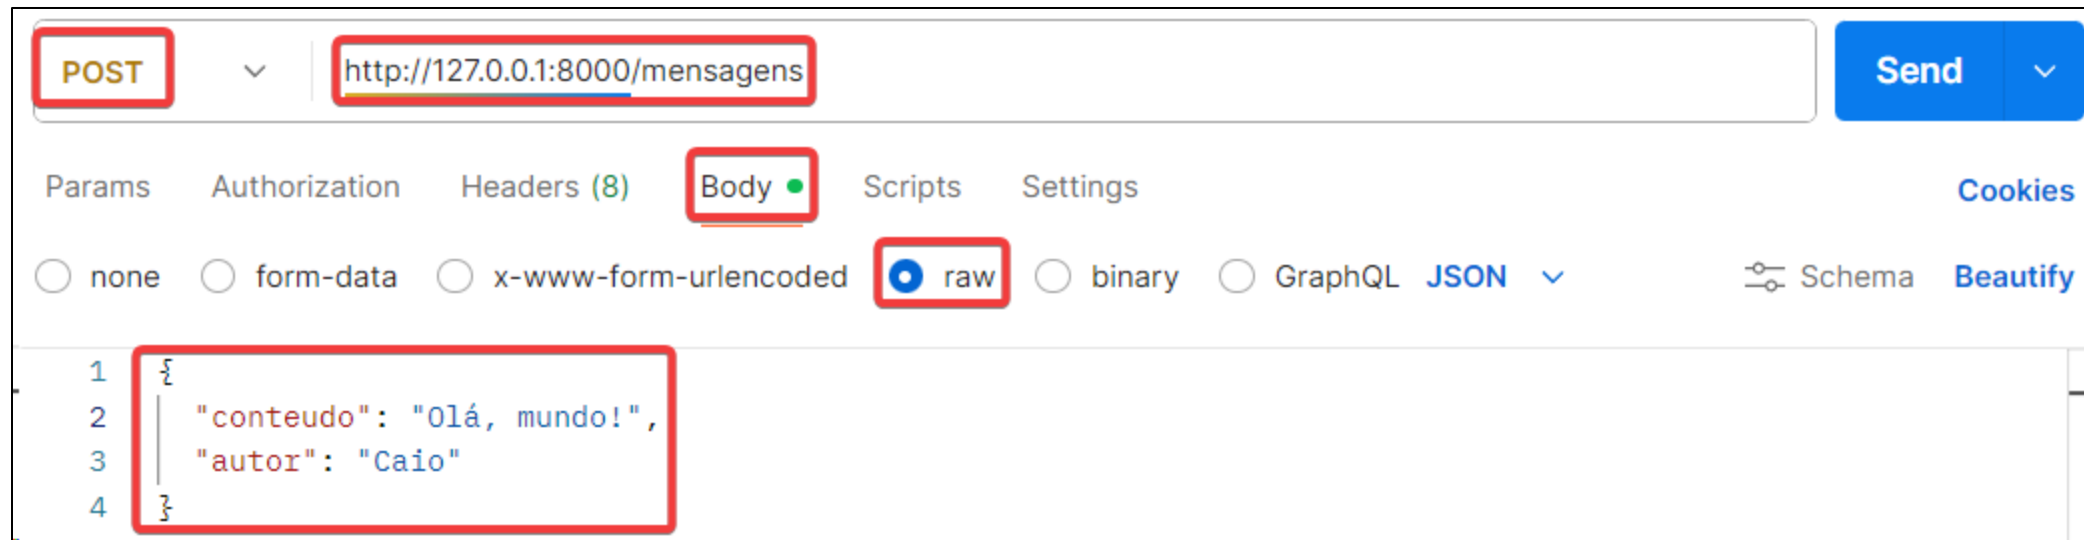 POST http://127.0.0.1:8000/mensagens Send
Params Authorization Headers (8) Body Scripts Settings Cookies
none form-data x-www-form-urlencoded raw binary GraphQL JSON Schema Beautify
1 {
2 "conteudo": "Olá, mundo!",
3 "autor": "Caio"
4 }